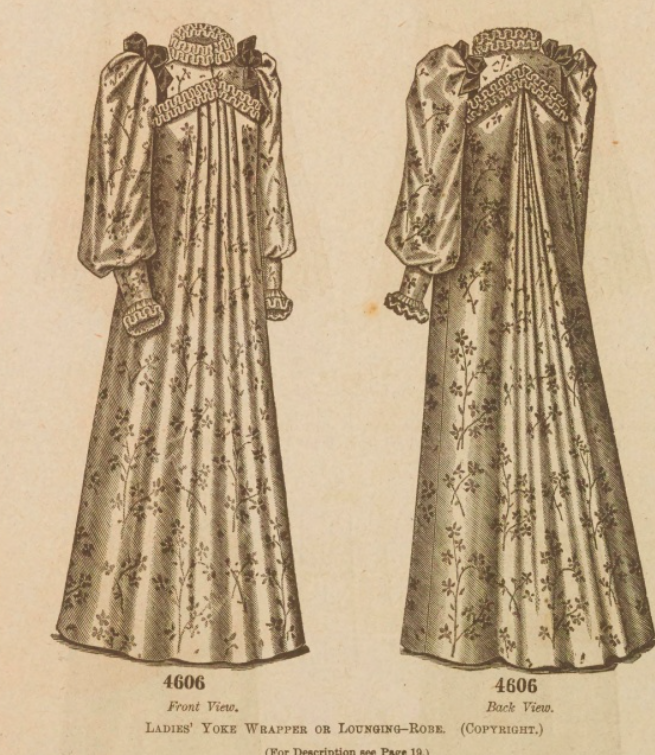 4606 4606
Front View. Back View.
LADIES' YOKE WRAPPER OR LOUNGING-ROBE. (COPYRIGHT.)
(For Description see Page 19.)